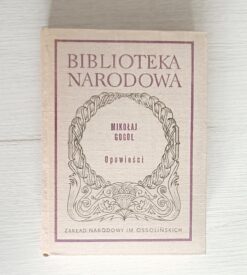 BIBLIOTEKA
NARODOWA
MIKOŁAJ
GOGOL
Opowieści
ZAKŁAD NARODOWY IM. OSSOLIŃSKICH